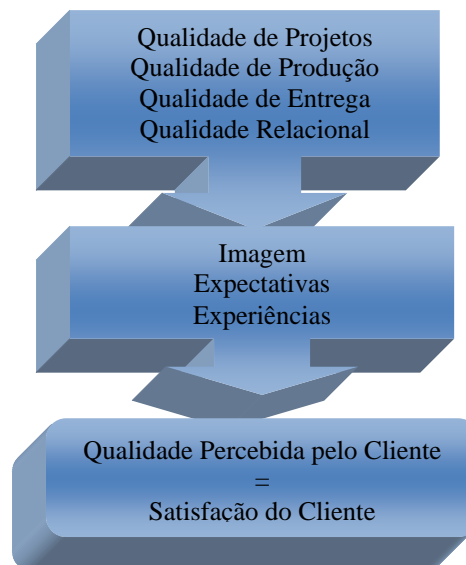 Qualidade de Projetos
Qualidade de Produção
Qualidade de Entrega
Qualidade Relacional
Imagem
Expectativas
Experiências
Qualidade Percebida pelo Cliente
=
Satisfação do Cliente